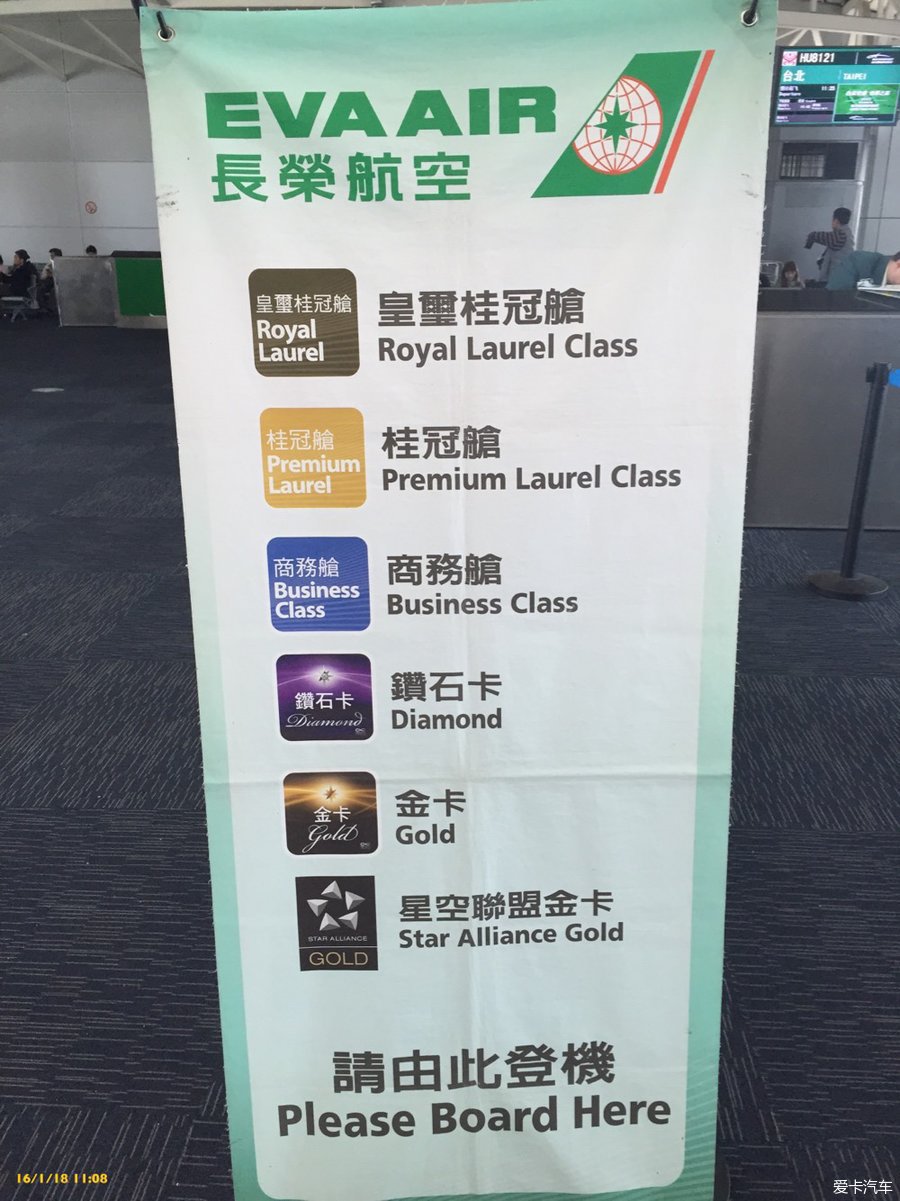 EVA AIR
長榮航空
HU8121
台北 TAIPEI
皇璽桂冠艙
Royal
Laurel
皇璽桂冠艙
Royal Laurel Class
桂冠艙
Premium
Laurel
桂冠艙
Premium Laurel Class
商務艙
Business
Class
商務艙
Business Class
鑽石卡
Diamond
鑽石卡
Diamond
金卡
Gold
金卡
Gold
STAR ALLIANCE
GOLD
星空聯盟金卡
Star Alliance Gold
請由此登機
Please Board Here
16/1/18 11:08
爱卡汽车